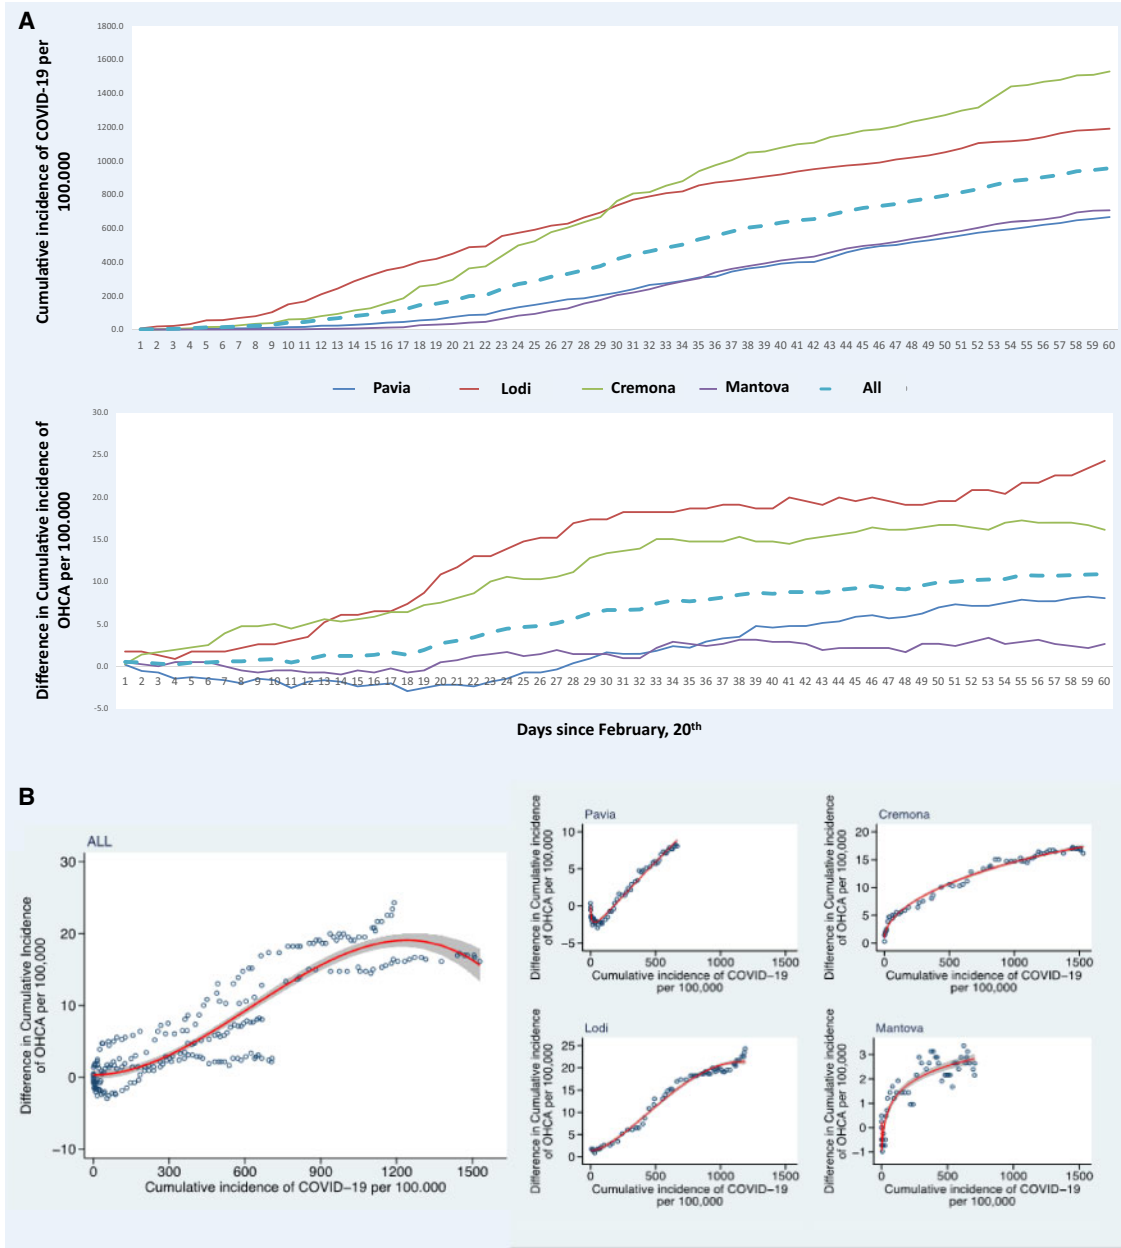 A
Cumulative incidence of COVID-19 per
100.000
1800.0
1600.0
1400.0
1200.0
1000.0
800.0
600.0
400.0
200.0
0.0
1 2 3 4 5 6 7 8 9 10 11 12 13 14 15 16 17 18 19 20 21 22 23 24 25 26 27 28 29 30 31 32 33 34 35 36 37 38 39 40 41 42 43 44 45 46 47 48 49 50 51 52 53 54 55 56 57 58 59 60
Pavia Lodi Cremona Mantova All
Difference in Cumulative incidence of
OHCA per 100.000
30.0
25.0
20.0
15.0
10.0
5.0
0.0
-5.0
1 2 3 4 5 6 7 8 9 10 11 12 13 14 15 16 17 18 19 20 21 22 23 24 25 26 27 28 29 30 31 32 33 34 35 36 37 38 39 40 41 42 43 44 45 46 47 48 49 50 51 52 53 54 55 56 57 58 59 60
Days since February, 20th
B
ALL
Difference in Cumulative Incidence
of OHCA per 100,000
30
20
10
0
−10
0 300 600 900 1200 1500
Cumulative incidence of COVID−19 per 100.000
Pavia
Difference in Cumulative incidence
of OHCA per 100,000
10
5
0
−5
0 500 1000 1500
Cumulative incidence of COVID−19
per 100,000
Cremona
Difference in Cumulative incidence
of OHCA per 100,000
20
15
10
5
0
0 500 1000 1500
Cumulative incidence of COVID−19
per 100,000
Lodi
Difference in Cumulative incidence
of OHCA per 100,000
25
20
15
10
5
0
0 500 1000 1500
Cumulative incidence of COVID−19
per 100,000
Mantova
Difference in Cumulative incidence
of OHCA per 100,000
3
2
1
0
−1
0 500 1000 1500
Cumulative incidence of COVID−19
per 100,000